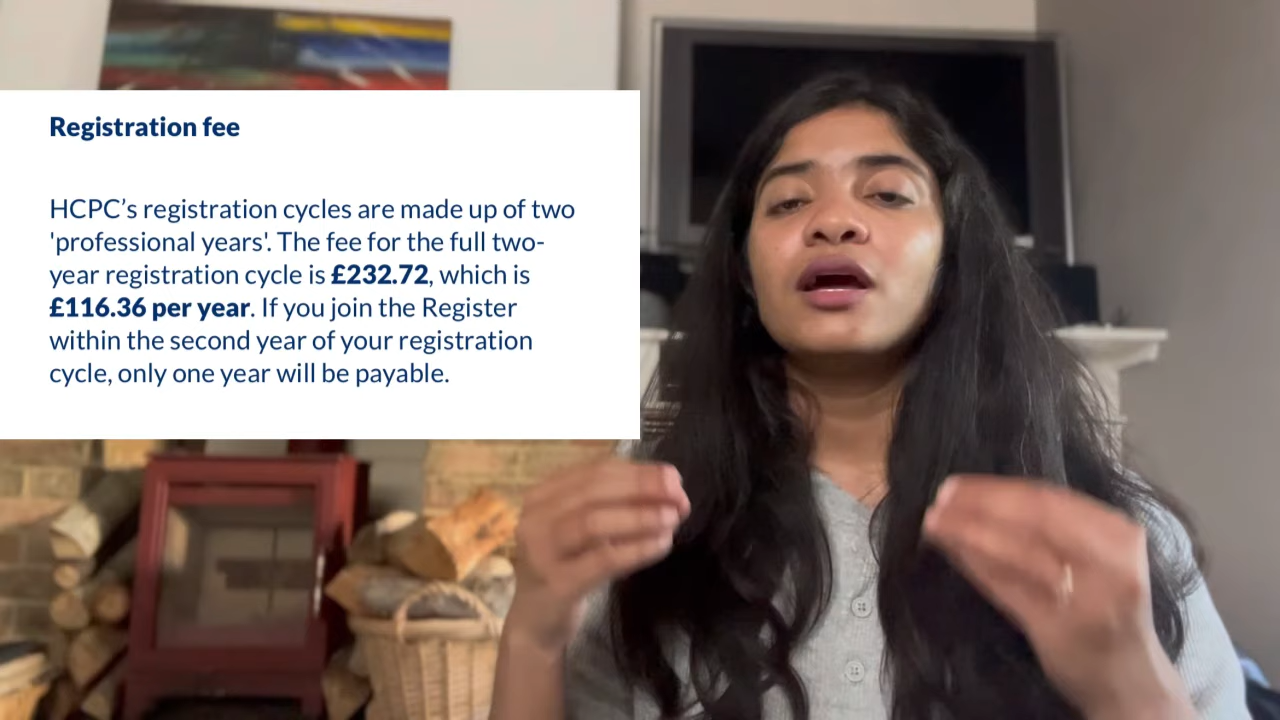 Registration fee
HCPC’s registration cycles are made up of two
'professional years'. The fee for the full two-
year registration cycle is £232.72, which is
£116.36 per year. If you join the Register
within the second year of your registration
cycle, only one year will be payable.